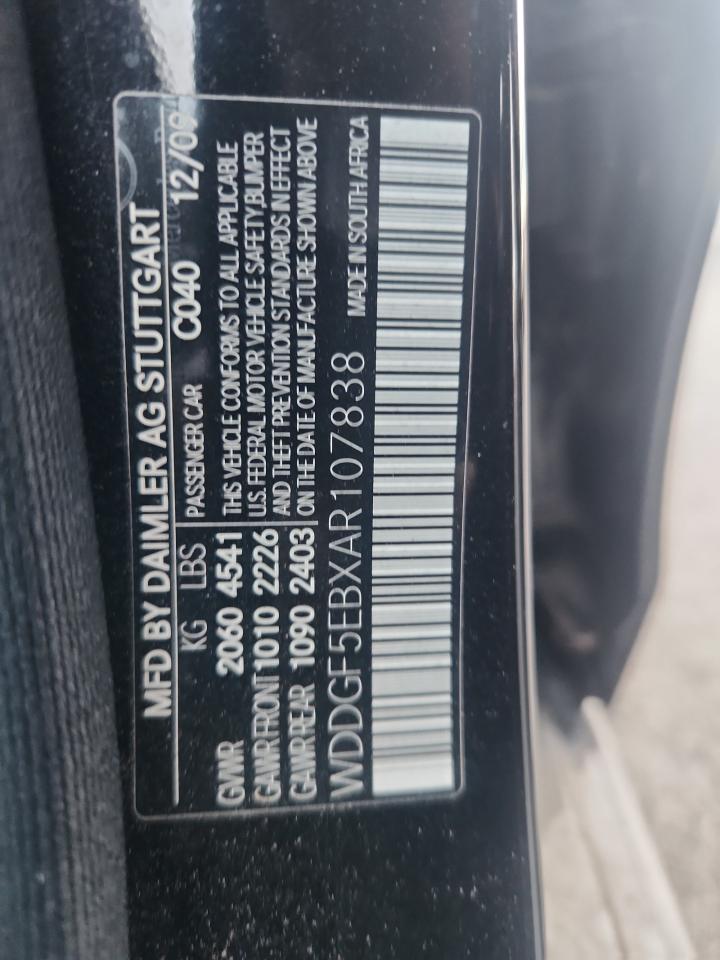 MFD BY DAIMLER AG STUTTGART
KG LBS PASSENGER CAR C040 12/09
GVWR 2060 4541 THIS VEHICLE CONFORMS TO ALL APPLICABLE
GAWR FRONT 1010 2226 U.S. FEDERAL MOTOR VEHICLE SAFETY,BUMPER
GAWR REAR 1090 2403 AND THEFT PREVENTION STANDARDS IN EFFECT
ON THE DATE OF MANUFACTURE SHOWN ABOVE
WDDGF5EBXAR107838 MADE IN SOUTH AFRICA